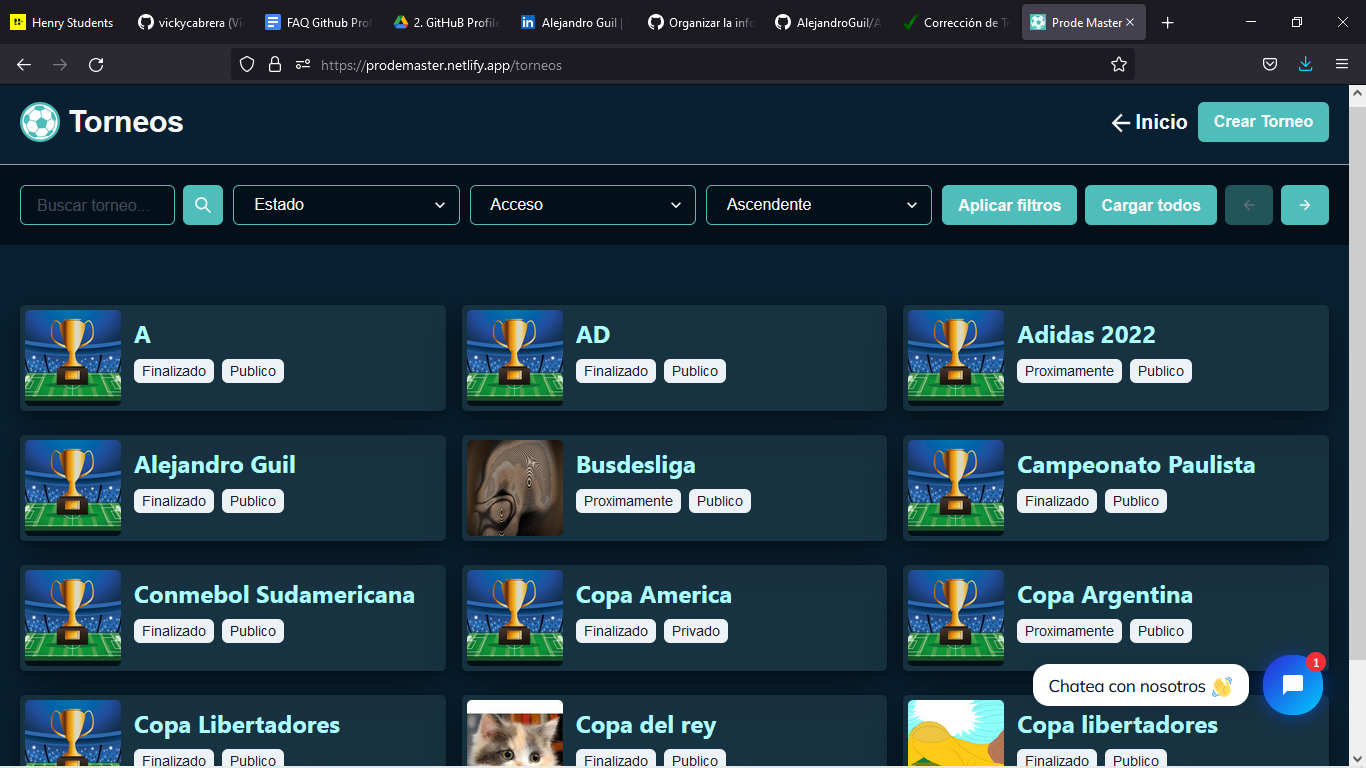 Henry Students
vickycabrera (Vi
FAQ Github Prof
2. GitHuB Profile
Alejandro Guil |
Organizar la info
AlejandroGuil/A
Corrección de To
Prode Master
https://prodemaster.netlify.app/torneos
Torneos
Inicio
Crear Torneo
Buscar torneo...
Estado
Acceso
Ascendente
Aplicar filtros
Cargar todos
A
Finalizado Publico
AD
Finalizado Publico
Adidas 2022
Proximamente Publico
Alejandro Guil
Finalizado Publico
Busdesliga
Proximamente Publico
Campeonato Paulista
Finalizado Publico
Conmebol Sudamericana
Finalizado Publico
Copa America
Finalizado Privado
Copa Argentina
Proximamente Publico
Copa Libertadores
Finalizado Publico
Copa del rey
Finalizado Publico
Copa libertadores
Finalizado Publico
Chatea con nosotros 👋
1